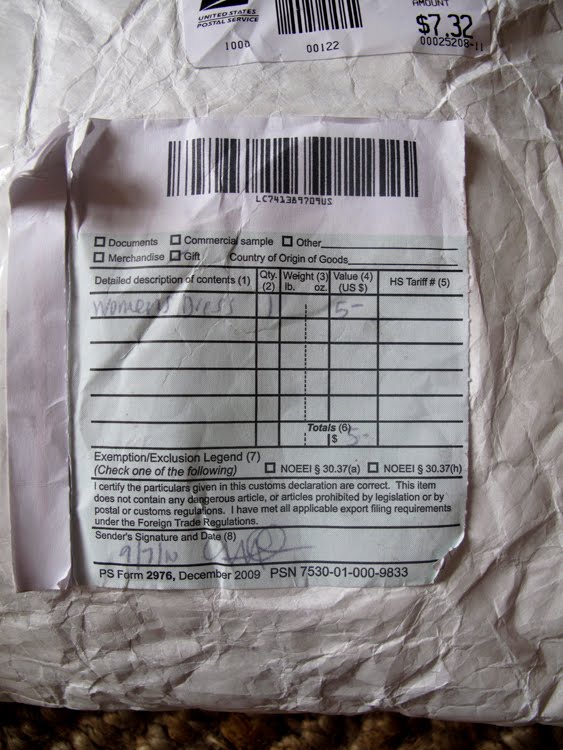 UNITED STATES
POSTAL SERVICE
1000
00122
AMOUNT
$7.32
00025208-11
LC741389709US
Documents Commercial sample Other
Merchandise Gift Country of Origin of Goods
Detailed description of contents (1) Qty. (2) Weight (3) lb. oz. Value (4) (US $) HS Tariff # (5)
Women's Dress 1 5-
Totals (6)
$ 5-
Exemption/Exclusion Legend (7)
(Check one of the following) NOEEI § 30.37(a) NOEEI § 30.37(h)
I certify the particulars given in this customs declaration are correct. This item
does not contain any dangerous article, or articles prohibited by legislation or by
postal or customs regulations. I have met all applicable export filing requirements
under the Foreign Trade Regulations.
Sender's Signature and Date (8)
9/7/10
PS Form 2976, December 2009 PSN 7530-01-000-9833